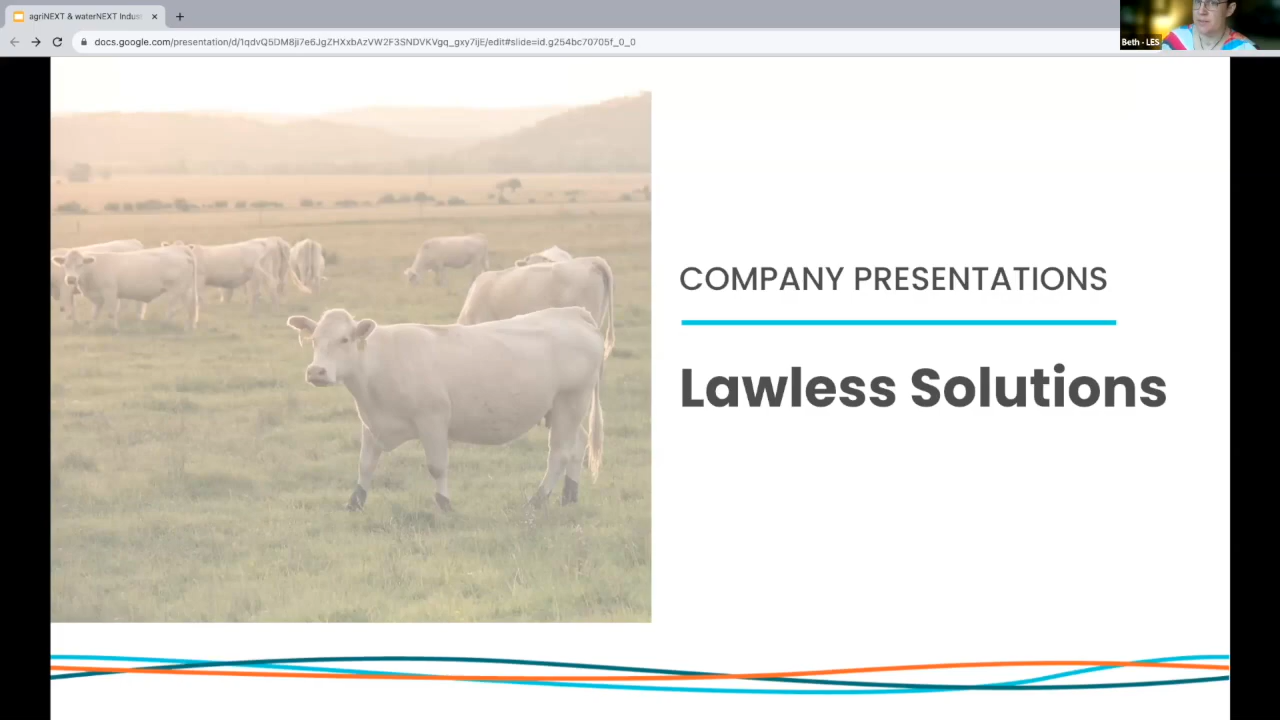 agriNEXT & waterNEXT Indus
docs.google.com/presentation/d/1qdvQ5DM8ji7e6JgZHXxbAzVW2F3SNDVKVgq_gxy7ijE/edit#slide=id.g254bc70705f_0_0
Beth - LES
COMPANY PRESENTATIONS
Lawless Solutions